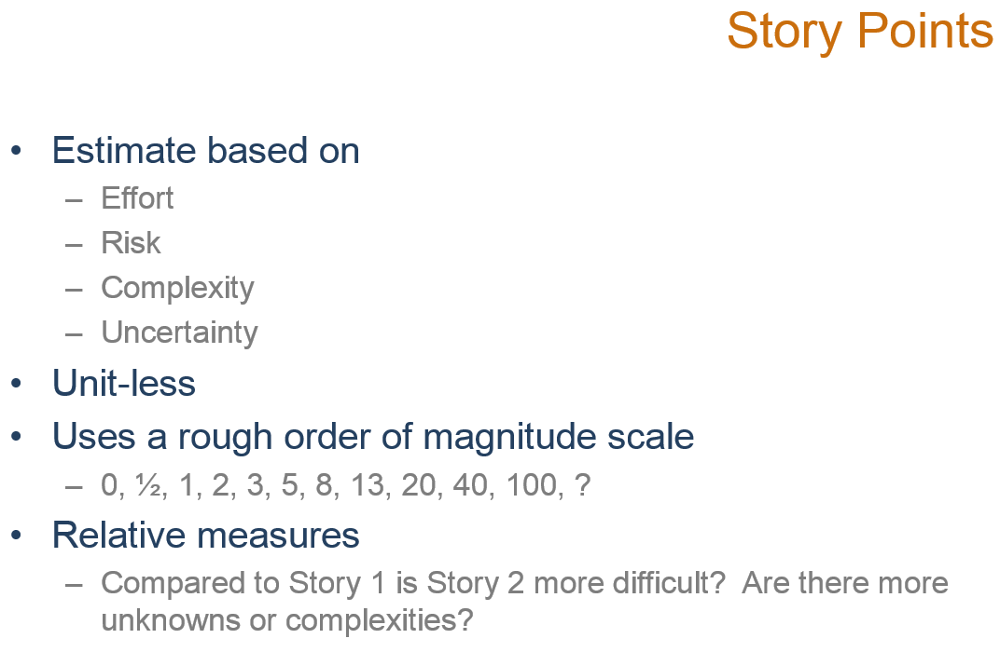 Story Points
• Estimate based on
– Effort
– Risk
– Complexity
– Uncertainty
• Unit-less
• Uses a rough order of magnitude scale
– 0, ½, 1, 2, 3, 5, 8, 13, 20, 40, 100, ?
• Relative measures
– Compared to Story 1 is Story 2 more difficult?  Are there more
unknowns or complexities?